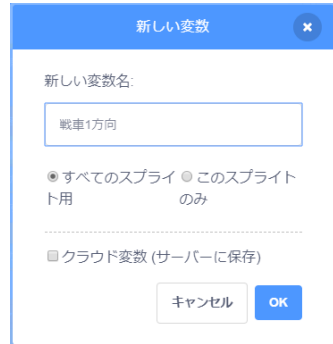 新しい変数
新しい変数名:
戦車1方向
すべてのスプライ このスプライト
ト用 のみ
クラウド変数 (サーバーに保存)
キャンセル OK